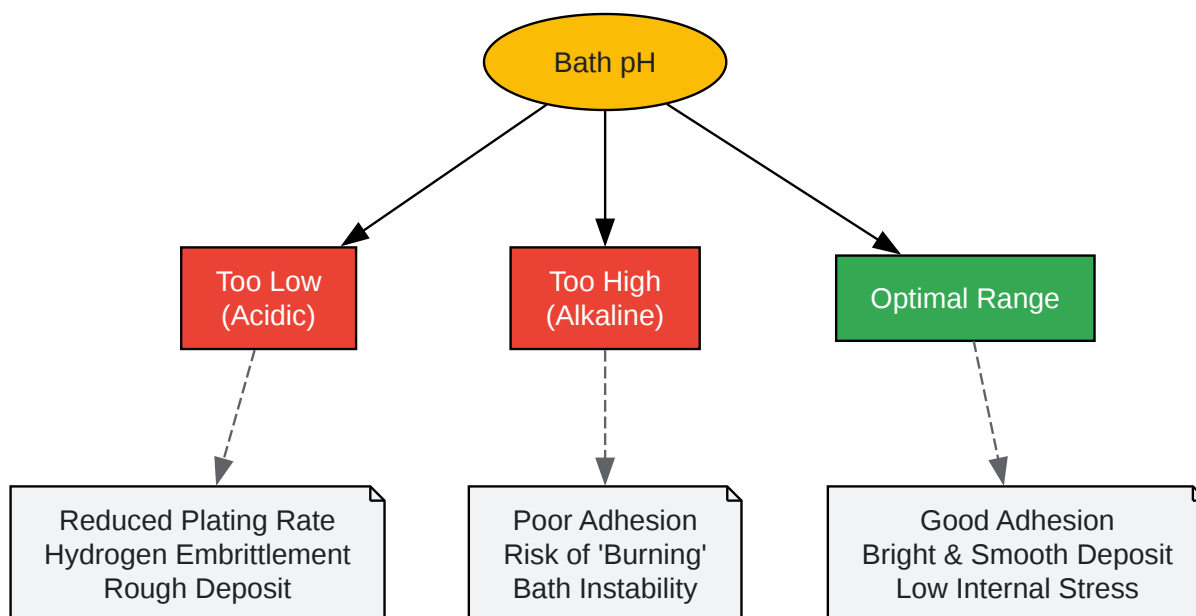 Bath pH
Too Low
(Acidic)
Too High
(Alkaline)
Optimal Range
Reduced Plating Rate
Hydrogen Embrittlement
Rough Deposit
Poor Adhesion
Risk of 'Burning'
Bath Instability
Good Adhesion
Bright & Smooth Deposit
Low Internal Stress